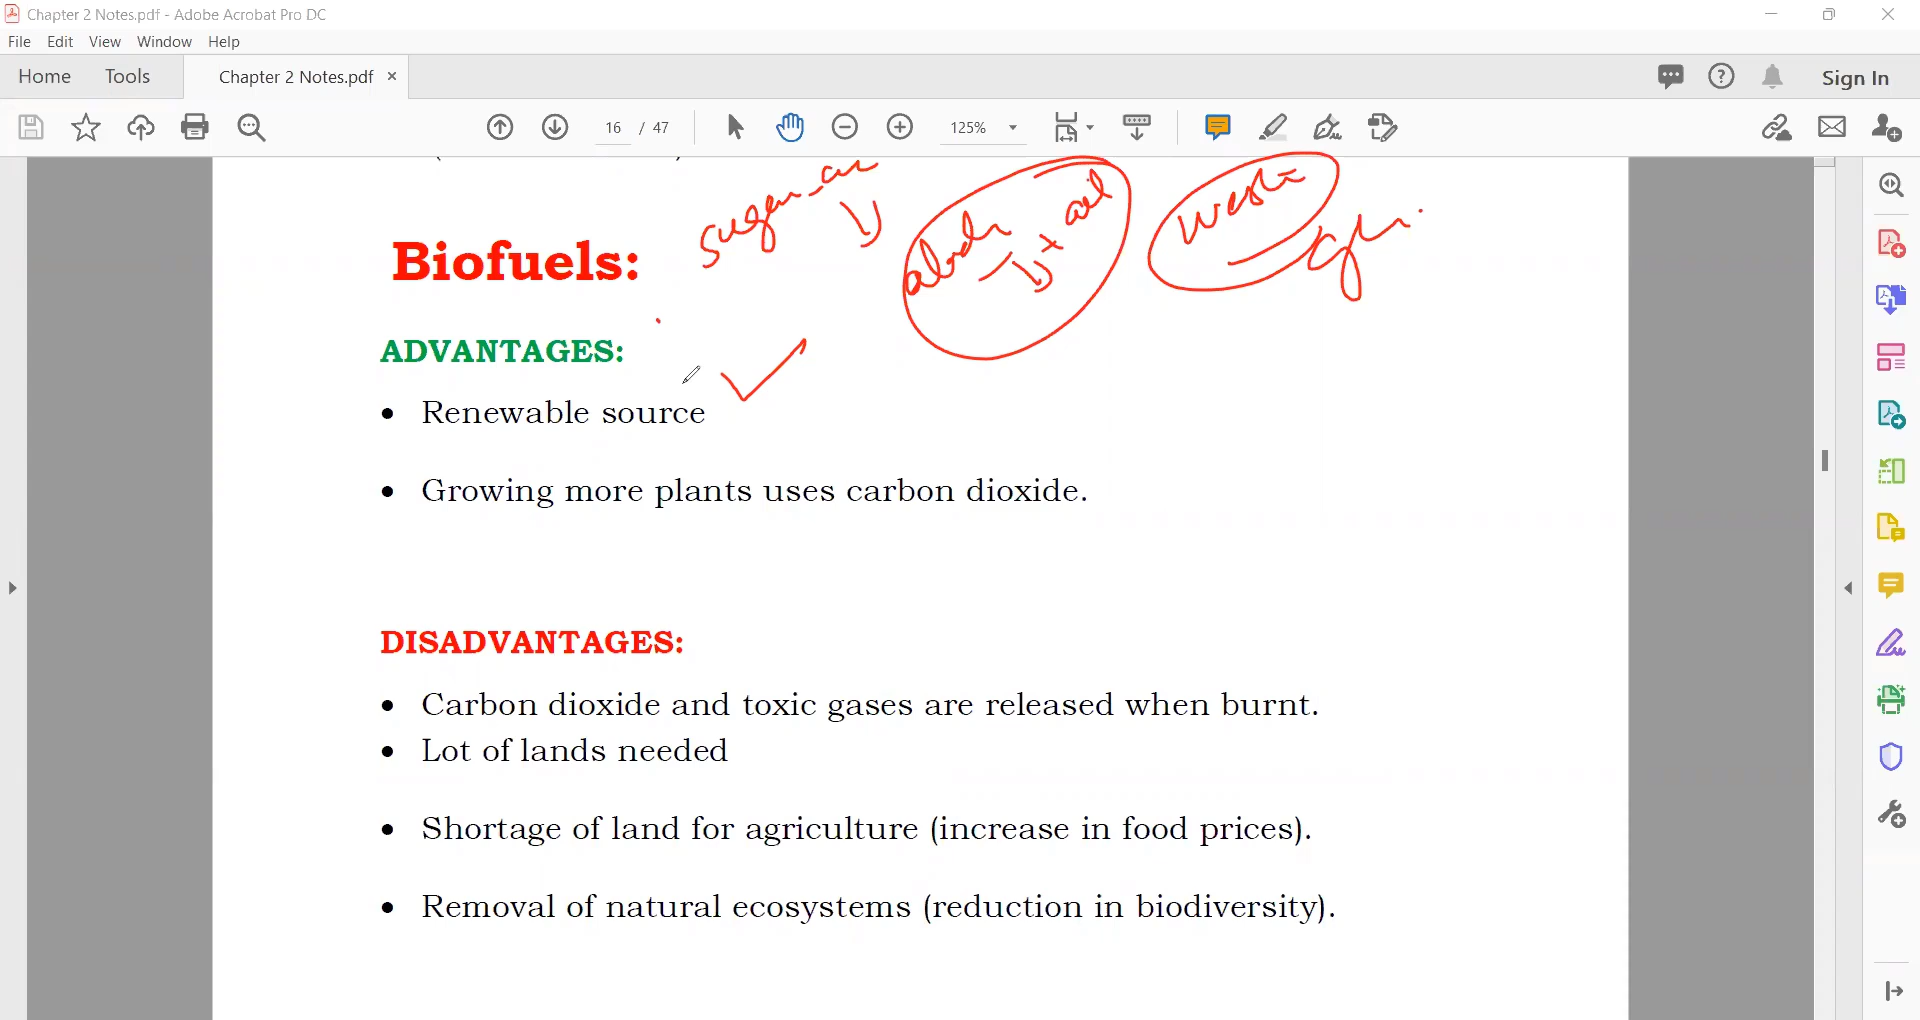 Chapter 2 Notes.pdf - Adobe Acrobat Pro DC
File Edit View Window Help
Home Tools Chapter 2 Notes.pdf × Sign In
16 / 47 125%
Biofuels:
ADVANTAGES:
• Renewable source
• Growing more plants uses carbon dioxide.
DISADVANTAGES:
• Carbon dioxide and toxic gases are released when burnt.
• Lot of lands needed
• Shortage of land for agriculture (increase in food prices).
• Removal of natural ecosystems (reduction in biodiversity).